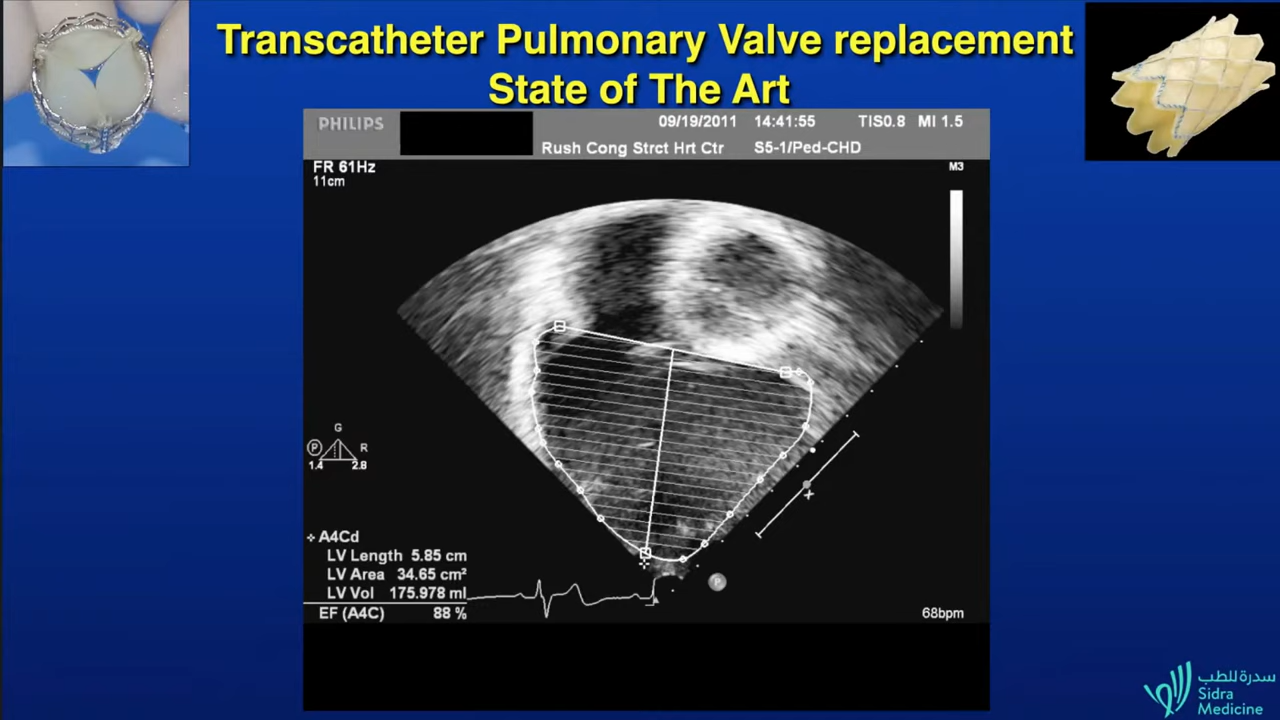 Transcatheter Pulmonary Valve replacement
State of The Art
PHILIPS
09/19/2011 14:41:55 TIS0.8 MI 1.5
Rush Cong Strct Hrt Ctr S5-1/Ped-CHD
FR 61Hz
11cm
M3
G
P R
1.4 2.8
A4Cd
LV Length 5.85 cm
LV Area 34.65 cm²
LV Vol 175.978 ml
EF (A4C) 88 %
P
68bpm
سدرة للطب
Sidra
Medicine